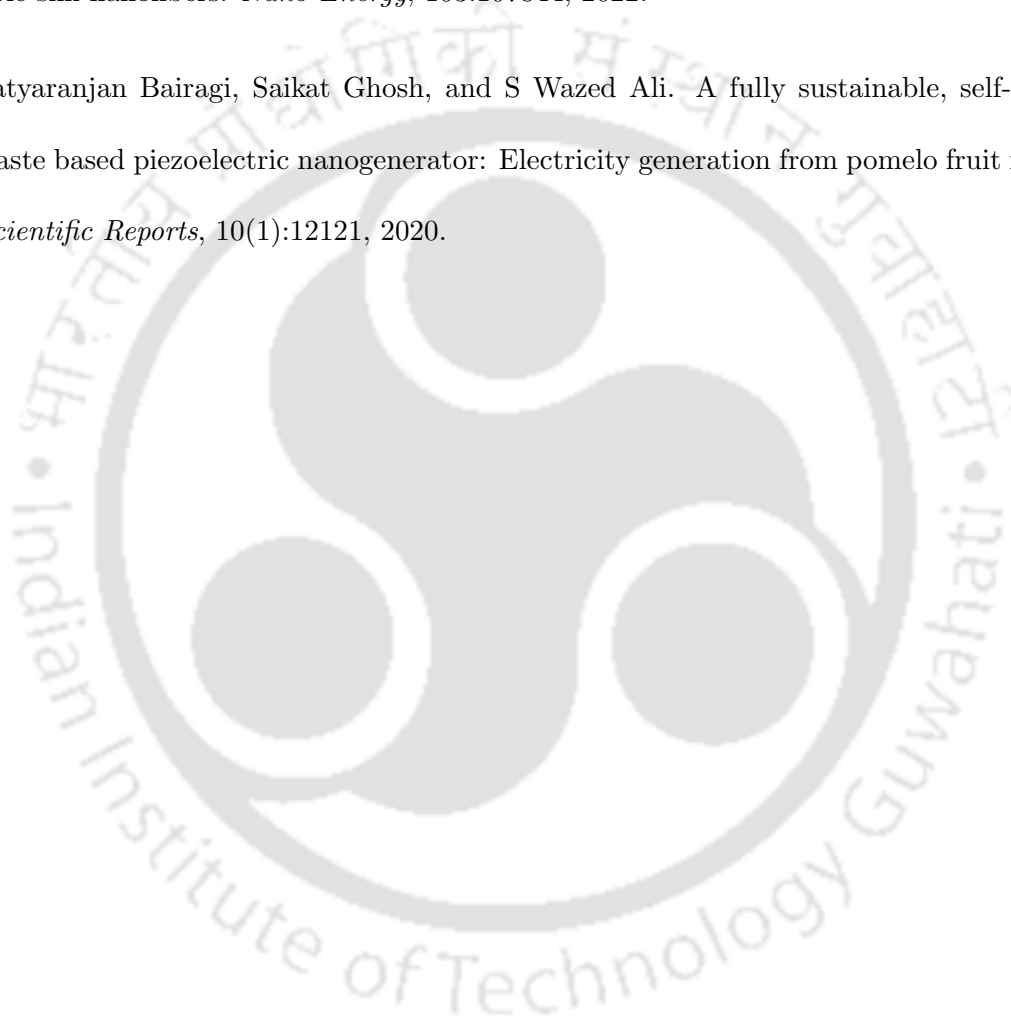 atyaranjan Bairagi, Saikat Ghosh, and S Wazed Ali. A fully sustainable, self-
aste based piezoelectric nanogenerator: Electricity generation from pomelo fruit
cientific Reports, 10(1):12121, 2020.
भारतीय प्रौद्योगिकी संस्थान गुवाहाटी
• Indian Institute of Technology Guwahati •